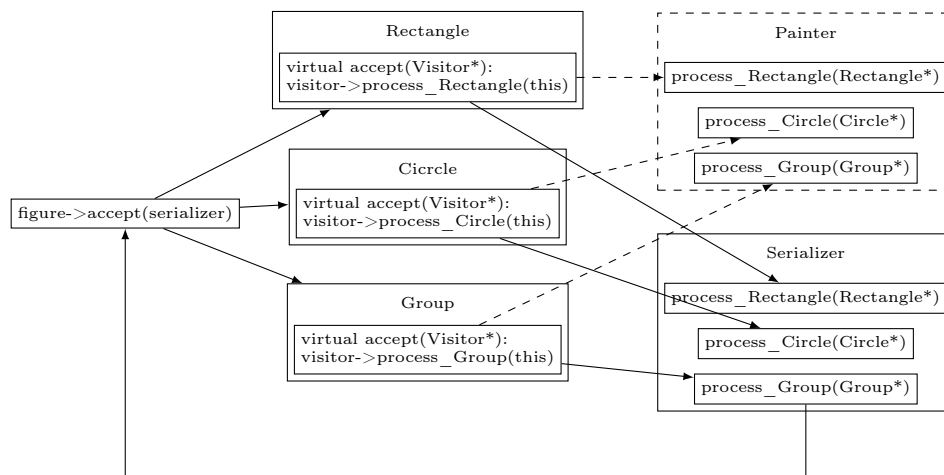 Rectangle
virtual accept(Visitor*):
visitor->process_Rectangle(this)
Painter
process_Rectangle(Rectangle*)
process_Circle(Circle*)
process_Group(Group*)
Cicrcle
virtual accept(Visitor*):
visitor->process_Circle(this)
figure->accept(serializer)
Group
virtual accept(Visitor*):
visitor->process_Group(this)
Serializer
process_Rectangle(Rectangle*)
process_Circle(Circle*)
process_Group(Group*)